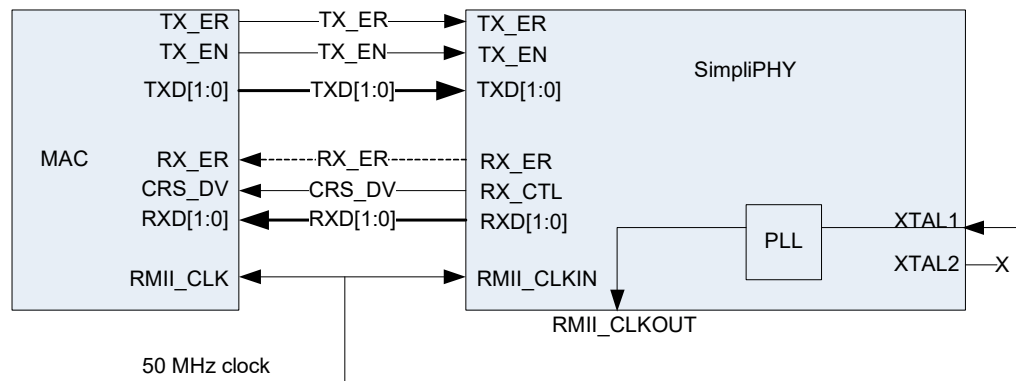 TX_ER TX_ER TX_ER
TX_EN TX_EN TX_EN
SimpliPHY
TXD[1:0] TXD[1:0] TXD[1:0]
MAC RX_ER RX_ER RX_ER
CRS_DV CRS_DV RX_CTL
RXD[1:0] RXD[1:0] RXD[1:0]
PLL XTAL1
XTAL2 X
RMII_CLK RMII_CLKIN
RMII_CLKOUT
50 MHz clock